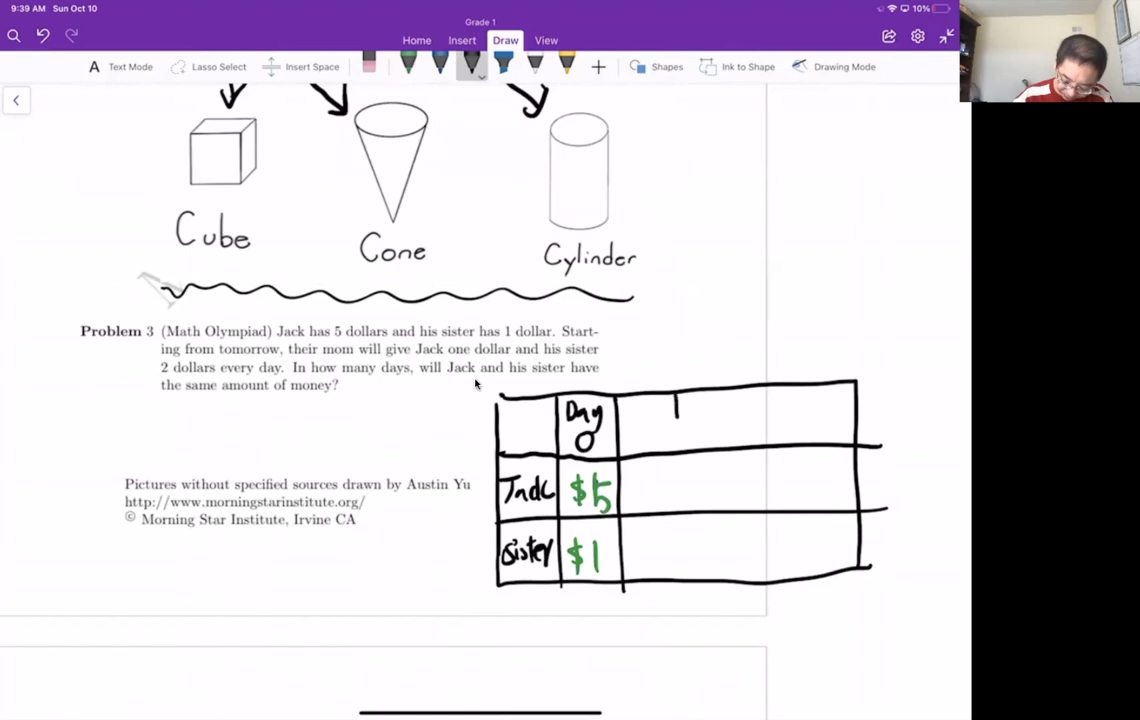 9:39 AM Sun Oct 10
10%
Grade 1
Home Insert Draw View
Text Mode Lasso Select Insert Space Shapes Ink to Shape Drawing Mode
Cube
Cone
Cylinder
Problem 3 (Math Olympiad) Jack has 5 dollars and his sister has 1 dollar. Start-
ing from tomorrow, their mom will give Jack one dollar and his sister
2 dollars every day. In how many days, will Jack and his sister have
the same amount of money?
Day
0
Jack $5
Sister $1
Pictures without specified sources drawn by Austin Yu
http://www.morningstarinstitute.org/
© Morning Star Institute, Irvine CA